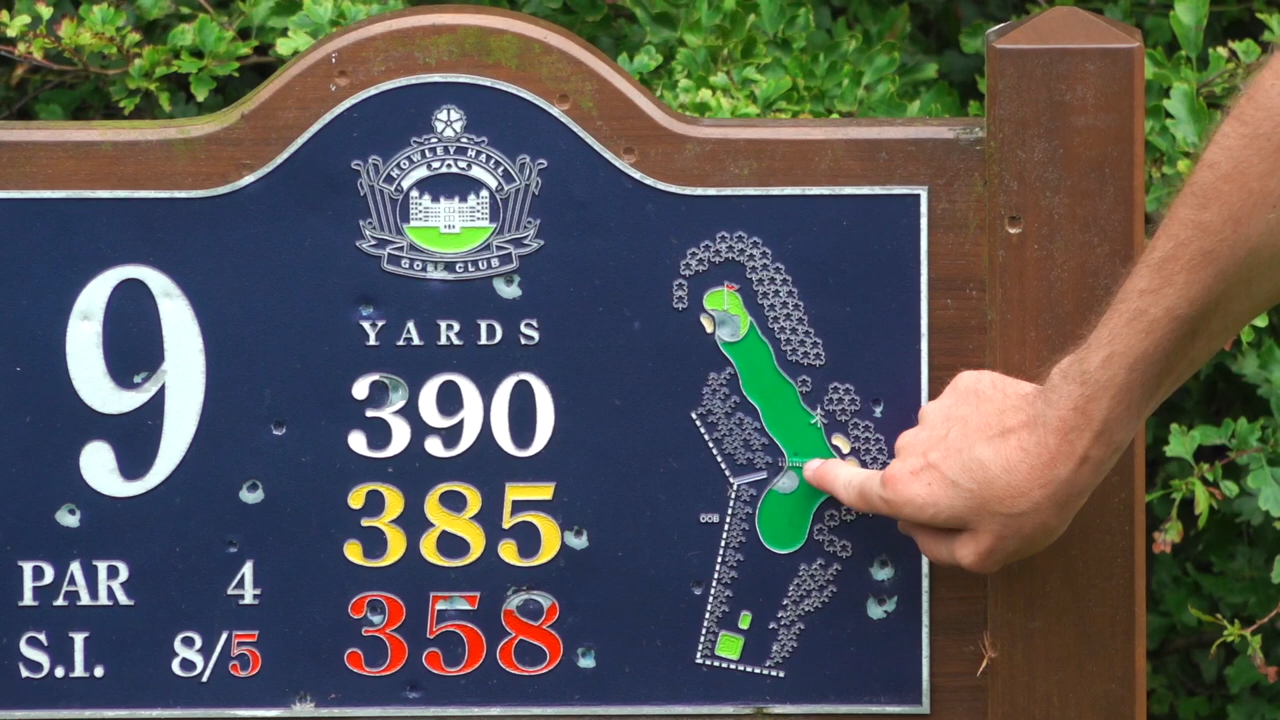 HOWLEY HALL
GOLF CLUB
9
YARDS
390
385
358
PAR 4
S.I. 8/5
OOB